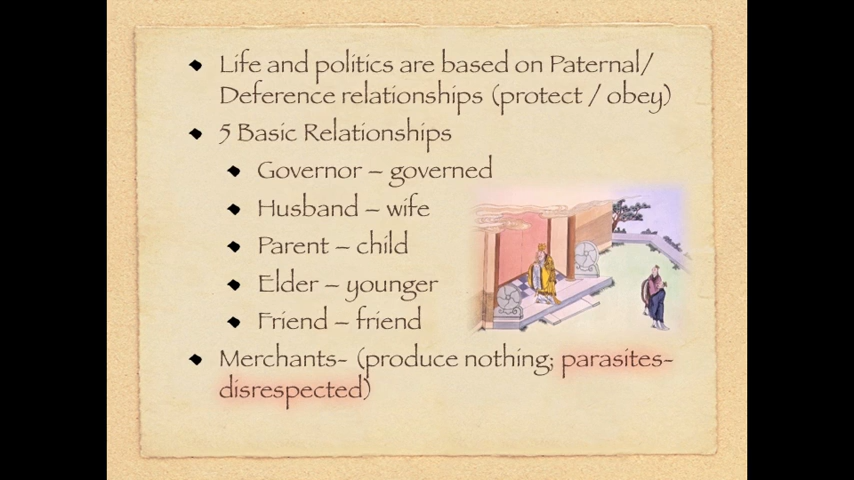 Life and politics are based on Paternal/
Deference relationships (protect / obey)
5 Basic Relationships
Governor – governed
Husband – wife
Parent – child
Elder – younger
Friend – friend
Merchants- (produce nothing; parasites-
disrespected)